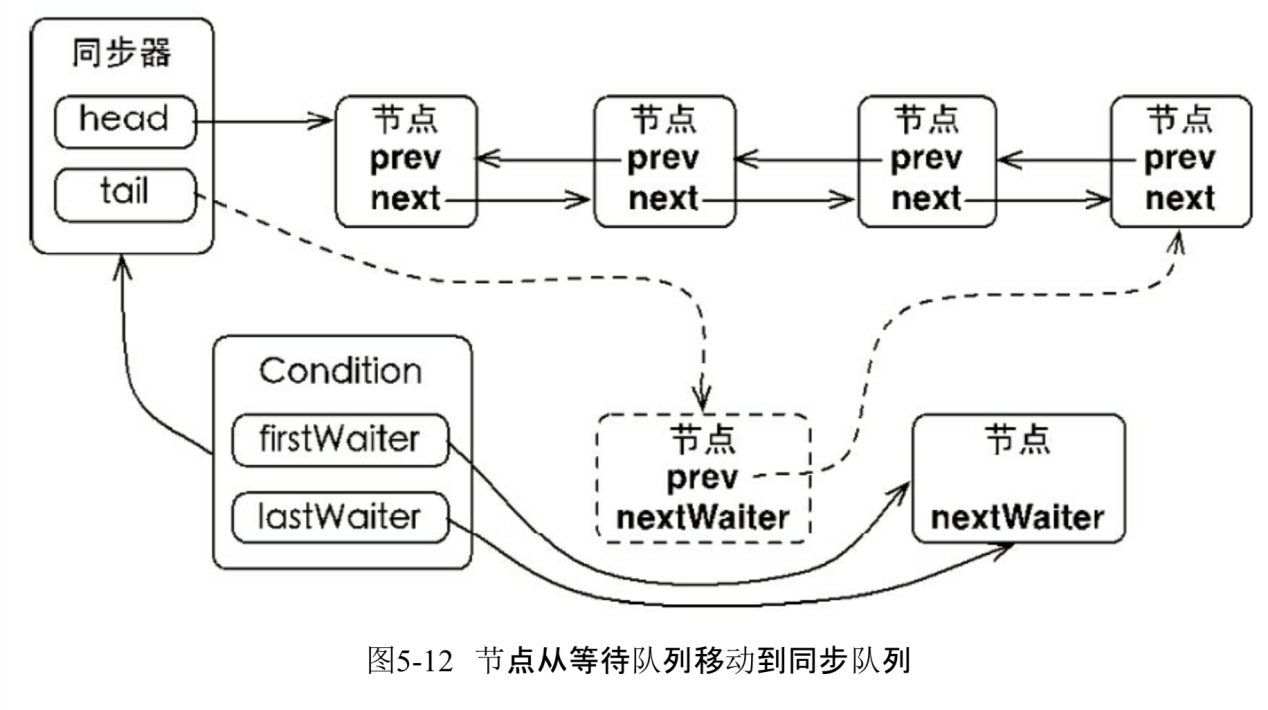 同步器
head
tail
节点
prev
next
节点
prev
next
节点
prev
next
节点
prev
next
Condition
firstWaiter
lastWaiter
节点
prev
nextWaiter
节点
nextWaiter
图5-12 节点从等待队列移动到同步队列